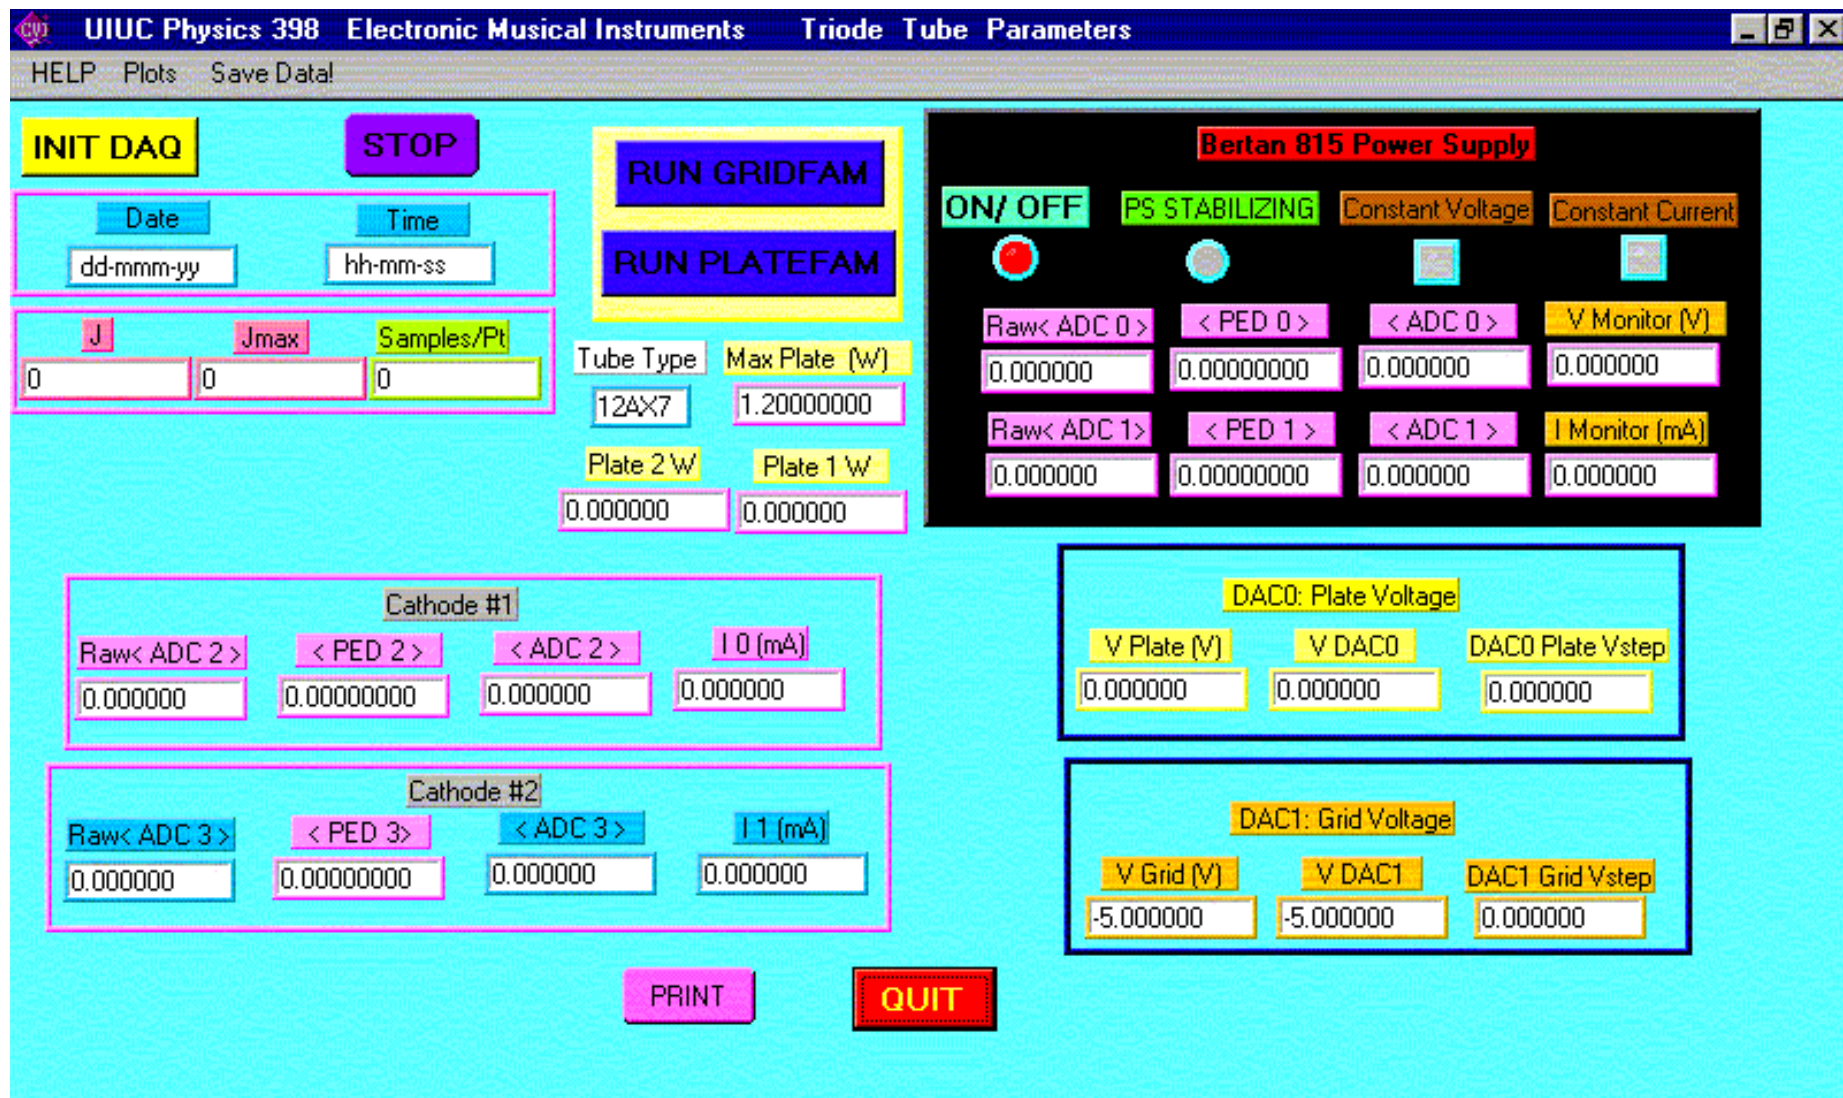 CVI UIUC Physics 398 Electronic Musical Instruments Triode Tube Parameters
HELP Plots Save Data!
INIT DAQ STOP
Date Time
dd-mmm-yy hh-mm-ss
J Jmax Samples/Pt
0 0 0
RUN GRIDFAM
RUN PLATEFAM
Tube Type Max Plate (W)
12AX7 1.20000000
Plate 2 W Plate 1 W
0.000000 0.000000
Bertan 815 Power Supply
ON/ OFF PS STABILIZING Constant Voltage Constant Current
Raw< ADC 0 > < PED 0 > < ADC 0 > V Monitor (V)
0.000000 0.00000000 0.000000 0.000000
Raw< ADC 1> < PED 1 > < ADC 1 > I Monitor (mA)
0.000000 0.00000000 0.000000 0.000000
Cathode #1
Raw< ADC 2 > < PED 2 > < ADC 2 > I 0 (mA)
0.000000 0.00000000 0.000000 0.000000
Cathode #2
Raw< ADC 3 > < PED 3> < ADC 3 > I 1 (mA)
0.000000 0.00000000 0.000000 0.000000
DAC0: Plate Voltage
V Plate (V) V DAC0 DAC0 Plate Vstep
0.000000 0.000000 0.000000
DAC1: Grid Voltage
V Grid (V) V DAC1 DAC1 Grid Vstep
-5.000000 -5.000000 0.000000
PRINT QUIT